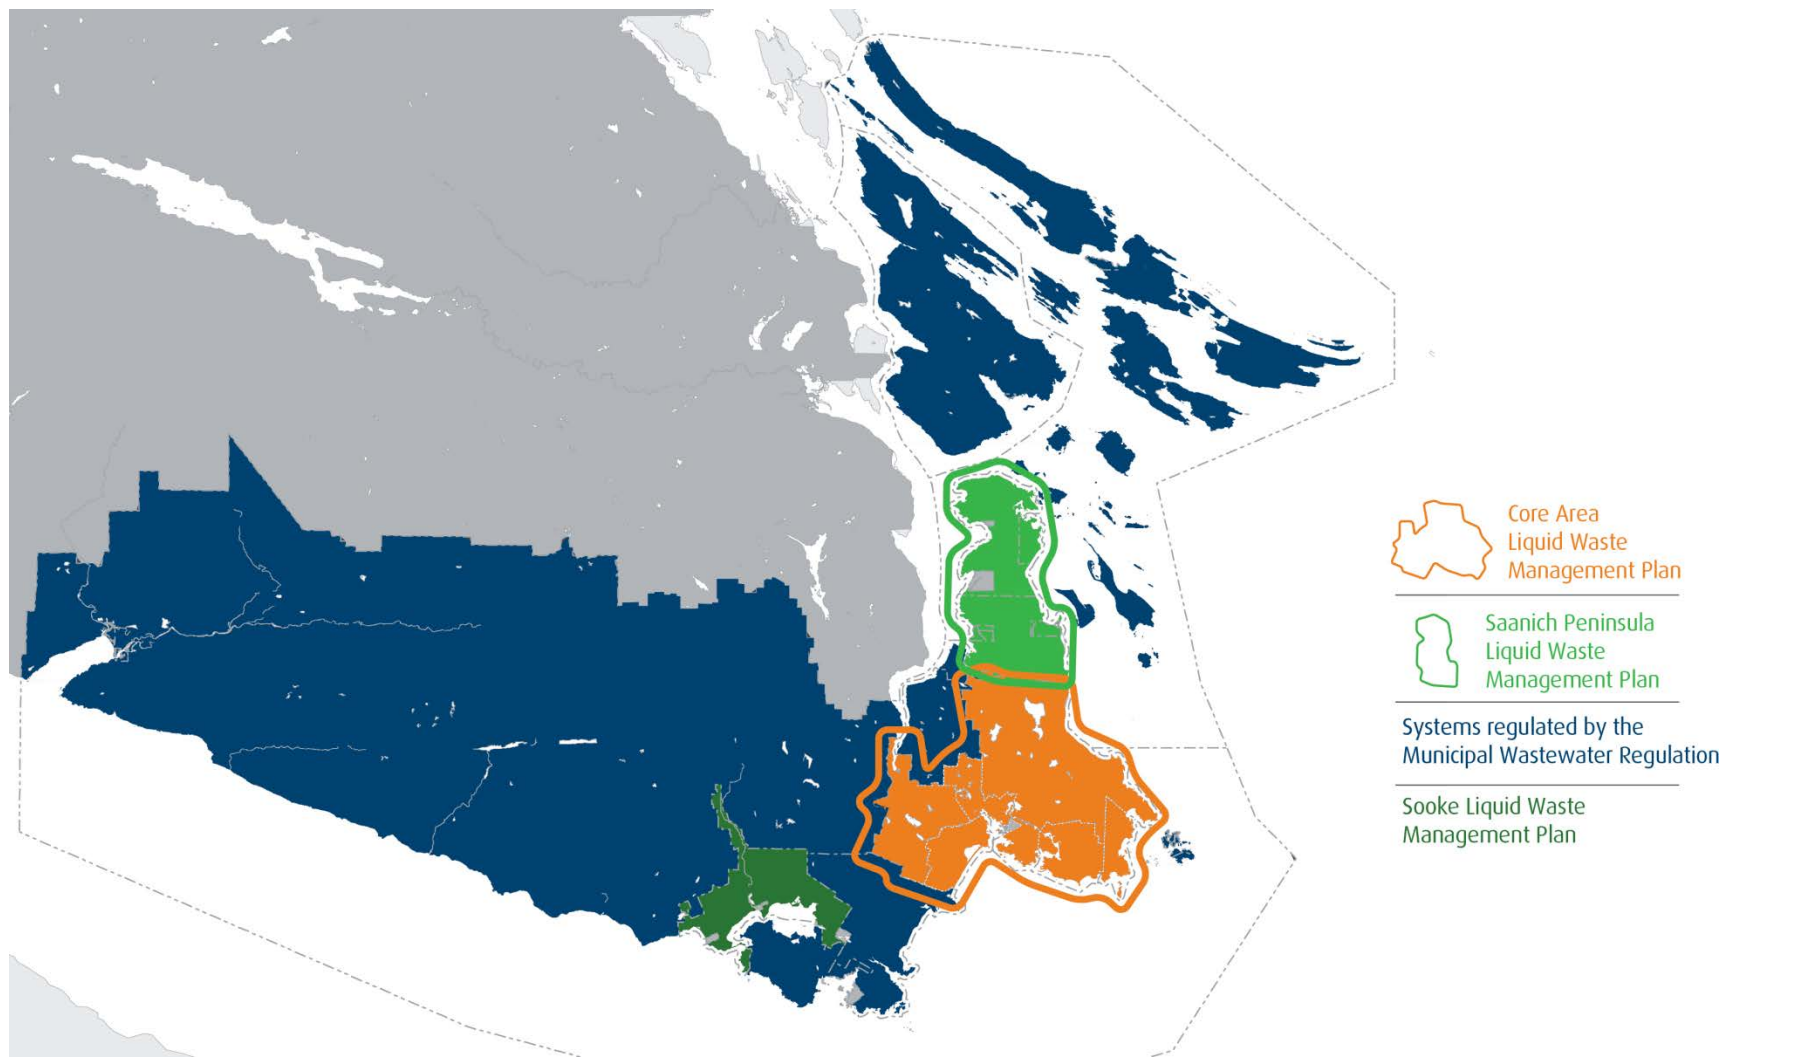 Core Area
Liquid Waste
Management Plan
Saanich Peninsula
Liquid Waste
Management Plan
Systems regulated by the
Municipal Wastewater Regulation
Sooke Liquid Waste
Management Plan